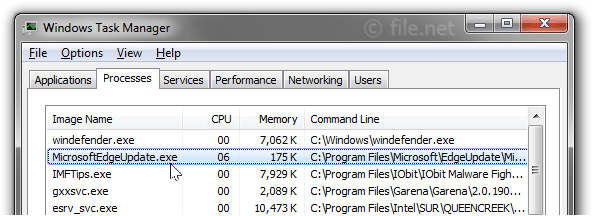 Windows Task Manager
© file.net
File Options View Help
Applications Processes Services Performance Networking Users
Image Name CPU Memory Command Line
windefender.exe 00 7,062 K C:\Windows\windefender.exe
MicrosoftEdgeUpdate.exe 06 175 K C:\Program Files\Microsoft\EdgeUpdate\Mi...
IMFTips.exe 00 7,929 K C:\Program Files\IObit\IObit Malware Figh...
gxxsvc.exe 00 2,089 K C:\Program Files\Garena\Garena\2.0.190...
esrv_svc.exe 00 10,473 K C:\Program Files\Intel\SUR\QUEENCREEK\...